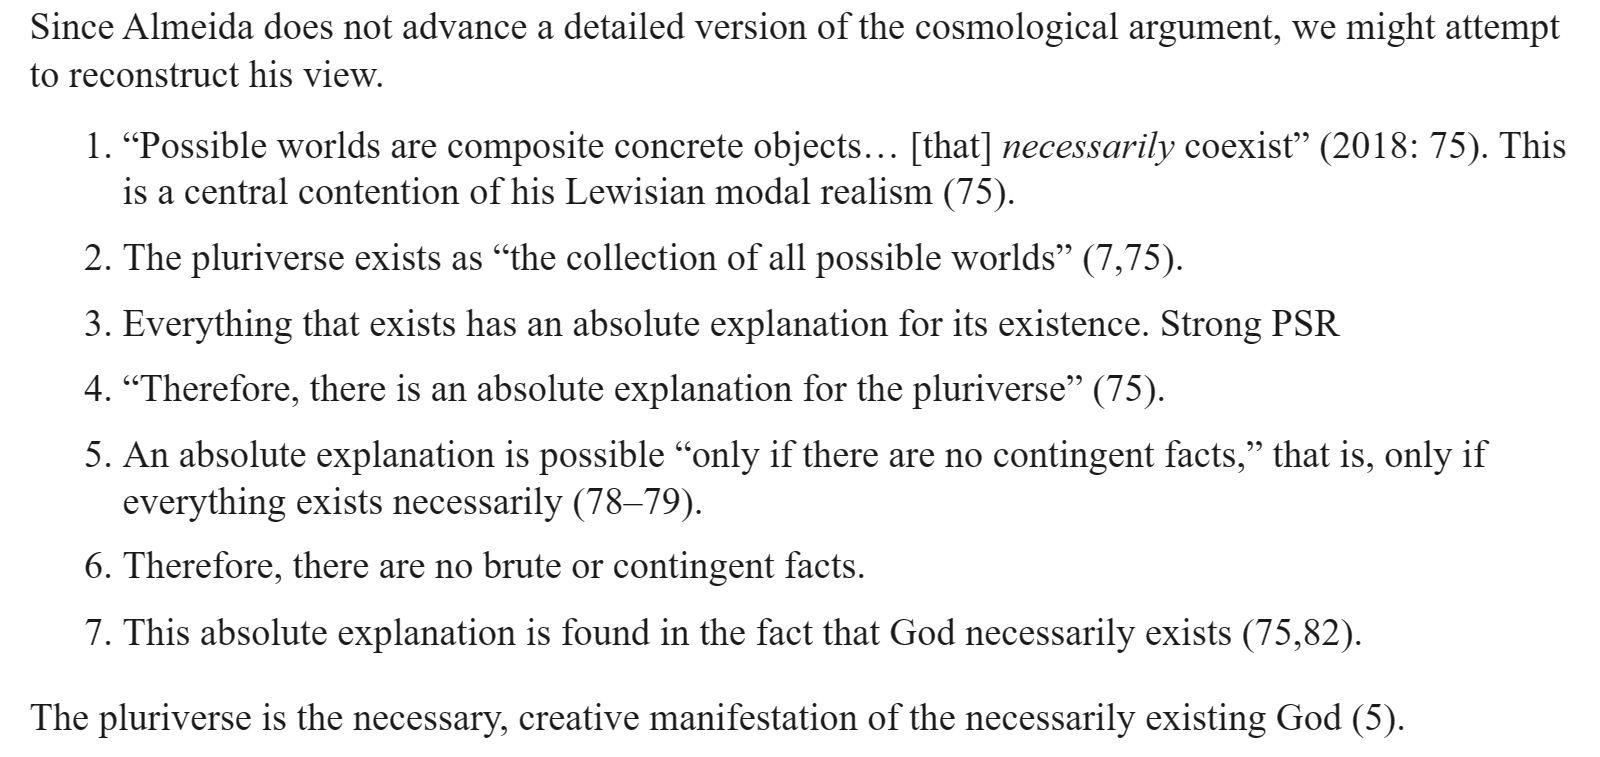 Since Almeida does not advance a detailed version of the cosmological argument, we might attempt
to reconstruct his view.
1. “Possible worlds are composite concrete objects… [that] necessarily coexist” (2018: 75). This
is a central contention of his Lewisian modal realism (75).
2. The pluriverse exists as “the collection of all possible worlds” (7,75).
3. Everything that exists has an absolute explanation for its existence. Strong PSR
4. “Therefore, there is an absolute explanation for the pluriverse” (75).
5. An absolute explanation is possible “only if there are no contingent facts,” that is, only if
everything exists necessarily (78–79).
6. Therefore, there are no brute or contingent facts.
7. This absolute explanation is found in the fact that God necessarily exists (75,82).
The pluriverse is the necessary, creative manifestation of the necessarily existing God (5).